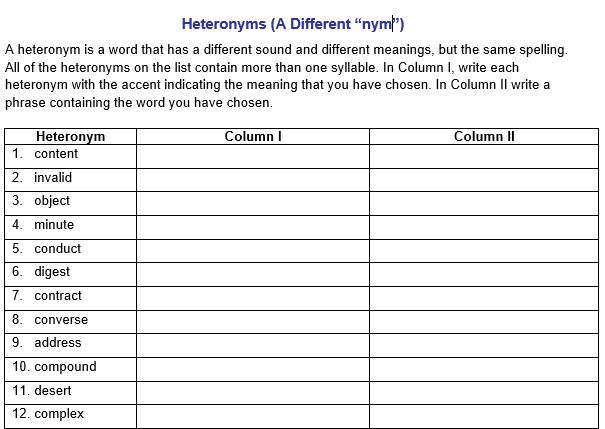 Heteronyms (A Different “nym”)
A heteronym is a word that has a different sound and different meanings, but the same spelling.
All of the heteronyms on the list contain more than one syllable. In Column I, write each
heteronym with the accent indicating the meaning that you have chosen. In Column II write a
phrase containing the word you have chosen.
Heteronym Column I Column II
1. content
2. invalid
3. object
4. minute
5. conduct
6. digest
7. contract
8. converse
9. address
10. compound
11. desert
12. complex